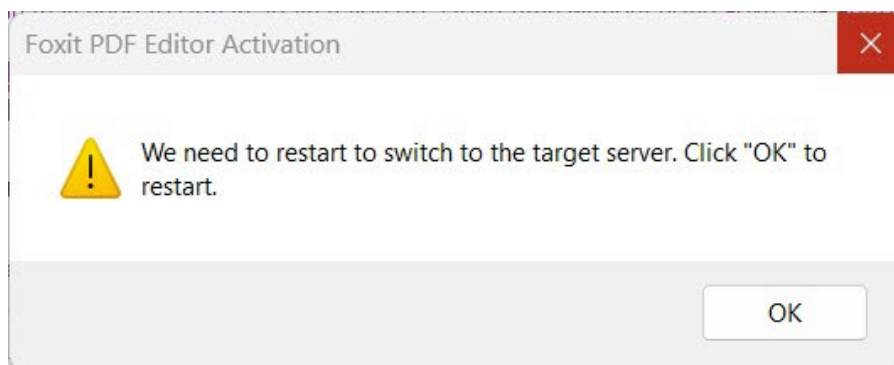 Foxit PDF Editor Activation
We need to restart to switch to the target server. Click "OK" to
restart.
OK